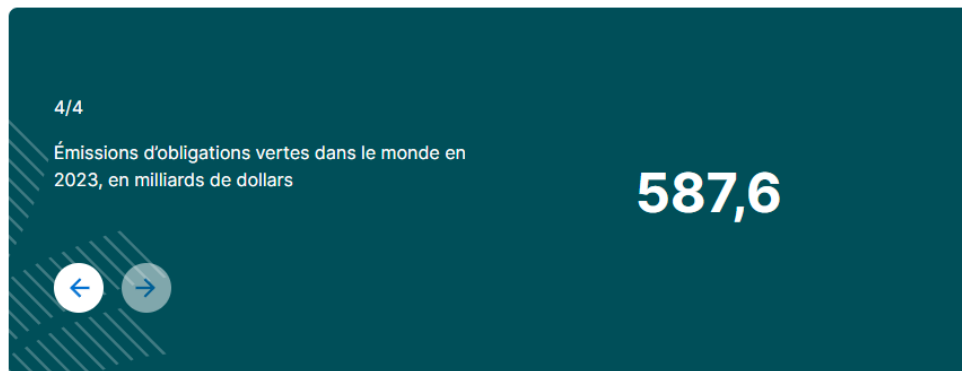 4/4
Émissions d’obligations vertes dans le monde en
2023, en milliards de dollars
587,6